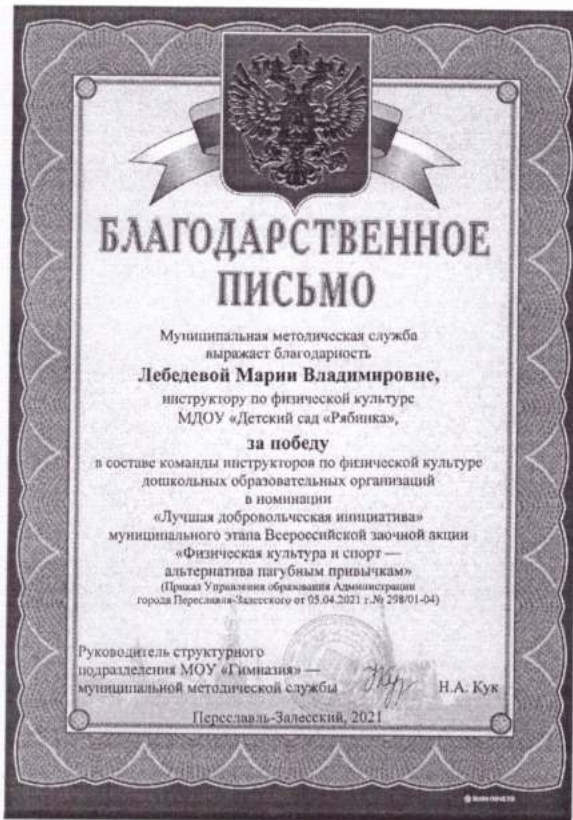 БЛАГОДАРСТВЕННОЕ
ПИСЬМО
Муниципальная методическая служба
выражает благодарность
Лебедевой Марии Владимировне,
инструктору по физической культуре
МДОУ «Детский сад «Рябинка»,
за победу
в составе команды инструкторов по физической культуре
дошкольных образовательных организаций
в номинации
«Лучшая добровольческая инициатива»
муниципального этапа Всероссийской заочной акции
«Физическая культура и спорт —
альтернатива пагубным привычкам»
(Приказ Управления образования Администрации
города Переславля-Залесского от 05.04.2021 г.№ 298/01-04)
Руководитель структурного
подразделения МОУ «Гимназия» —
муниципальной методической службы
Н.А. Кук
Переславль-Залесский, 2021